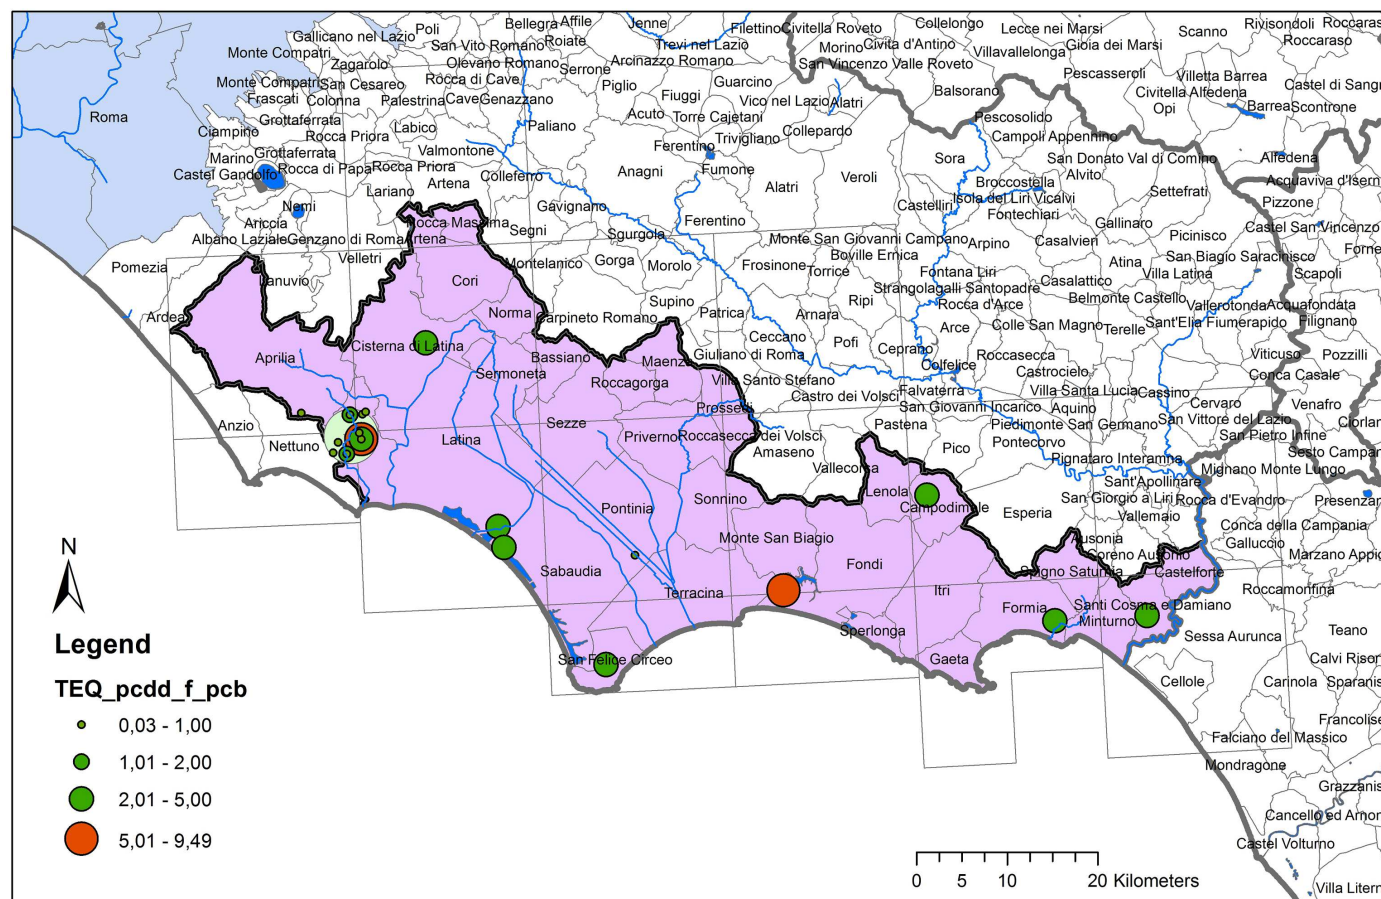 Bellegra
Affile
Jenne
Filettino
Civitella Roveto
Collelongo
Lecce nei Marsi
Rivisondoli
Roccaras
Gallicano nel Lazio
Poli
San Vito Romano
Roiate
Trevi nel Lazio
Morino
Civita d'Antino
Villavallelonga
Gioia dei Marsi
Scanno
Roccaraso
Monte Compatri
Zagarolo
Olevano Romano
Arcinazzo Romano
San Vincenzo Valle Roveto
Pescasseroli
Villetta Barrea
Monte Compatri
San Cesareo
Rocca di Cave
Serrone
Piglio
Guarcino
Balsorano
Civitella Alfedena
Castel di Sangr
Frascati
Colonna
Palestrina
Cave
Genazzano
Fiuggi
Vico nel Lazio
Alatri
Opi
Barrea
Scontrone
Roma
Grottaferrata
Acuto
Torre Cajetani
Pescosolido
Ciampino
Rocca Priora
Labico
Paliano
Trivigliano
Collepardo
Campoli Appennino
Marino
Grottaferrata
Valmontone
Ferentino
Sora
San Donato Val di Comino
Alfedena
Castel Gandolfo
Rocca di Papa
Rocca Priora
Colleferro
Anagni
Fumone
Veroli
Alvito
Lariano
Artena
Alatri
Broccostella
Settefrati
Acquaviva d'Isern
Nemi
Gavignano
Castelliri
Isola del Liri
Vicalvi
Pizzone
Ariccia
Rocca Massima
Segni
Ferentino
Fontechiari
Gallinaro
Castel San Vincenzo
Albano Laziale
Genzano di Roma
Artena
Sgurgola
Monte San Giovanni Campano
Arpino
Casalvieri
Picinisco
Forne
Pomezia
Velletri
Montelanico
Gorga
Morolo
Frosinone
Boville Ernica
Atina
San Biagio Saracinisco
Lanuvio
Cori
Torrice
Fontana Liri
Casalattico
Villa Latina
Scapoli
Ardea
Norma
Carpineto Romano
Supino
Patrica
Ripi
Strangolagalli
Santopadre
Belmonte Castello
Vallerotonda
Acquafondata
Arnara
Rocca d'Arce
Arce
Colle San Magno
Terelle
Sant'Elia Fiumerapido
Filignano
Aprilia
Cisterna di Latina
Bassiano
Maenza
Ceccano
Giuliano di Roma
Pofi
Ceprano
Roccasecca
Viticuso
Pozzilli
Sermoneta
Roccagorga
Villa Santo Stefano
Colfelice
Castrocielo
Conca Casale
Prossedi
Castro dei Volsci
Falvaterra
Villa Santa Lucia
Cassino
Cervaro
Venafro
Anzio
Sezze
San Giovanni Incarico
Aquino
San Vittore del Lazio
Ciorlan
Nettuno
Latina
Priverno
Roccasecca dei Volsci
Pastena
Piedimonte San Germano
San Pietro Infine
Amaseno
Pico
Pontecorvo
Sesto Campan
Vallecorsa
Pignataro Interamna
Mignano Monte Lungo
Sonnino
Lenola
Sant'Apollinare
Pontinia
Campodimele
Esperia
San Giorgio a Liri
Rocca d'Evandro
Presenzan
Vallemaio
Conca della Campania
Monte San Biagio
Ausonia
Galluccio
Sabaudia
Fondi
Coreno Ausonio
Marzano Appio
Spigno Saturnia
Castelforte
Terracina
Itri
Formia
Santi Cosma e Damiano
Roccamonfina
Sperlonga
Minturno
Sessa Aurunca
Teano
San Felice Circeo
Gaeta
Calvi Risor
Cellole
Carinola
Sparanis
Francolise
Falciano del Massico
Mondragone
Grazzanis
Cancello ed Arnon
Castel Volturno
Villa Litern
N
Legend
TEQ_pcdd_f_pcb
0,03 - 1,00
1,01 - 2,00
2,01 - 5,00
5,01 - 9,49
0 5 10 20 Kilometers